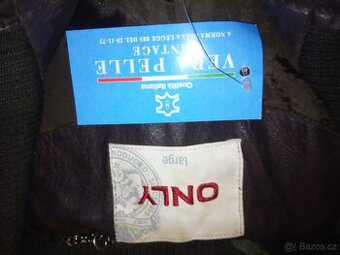 Qualità Italiana
VERA PELLE
VINTAGE
A NORMA DELLA LEGGE 883 DEL 26-11-73
large
ONLY
Bazos.cz